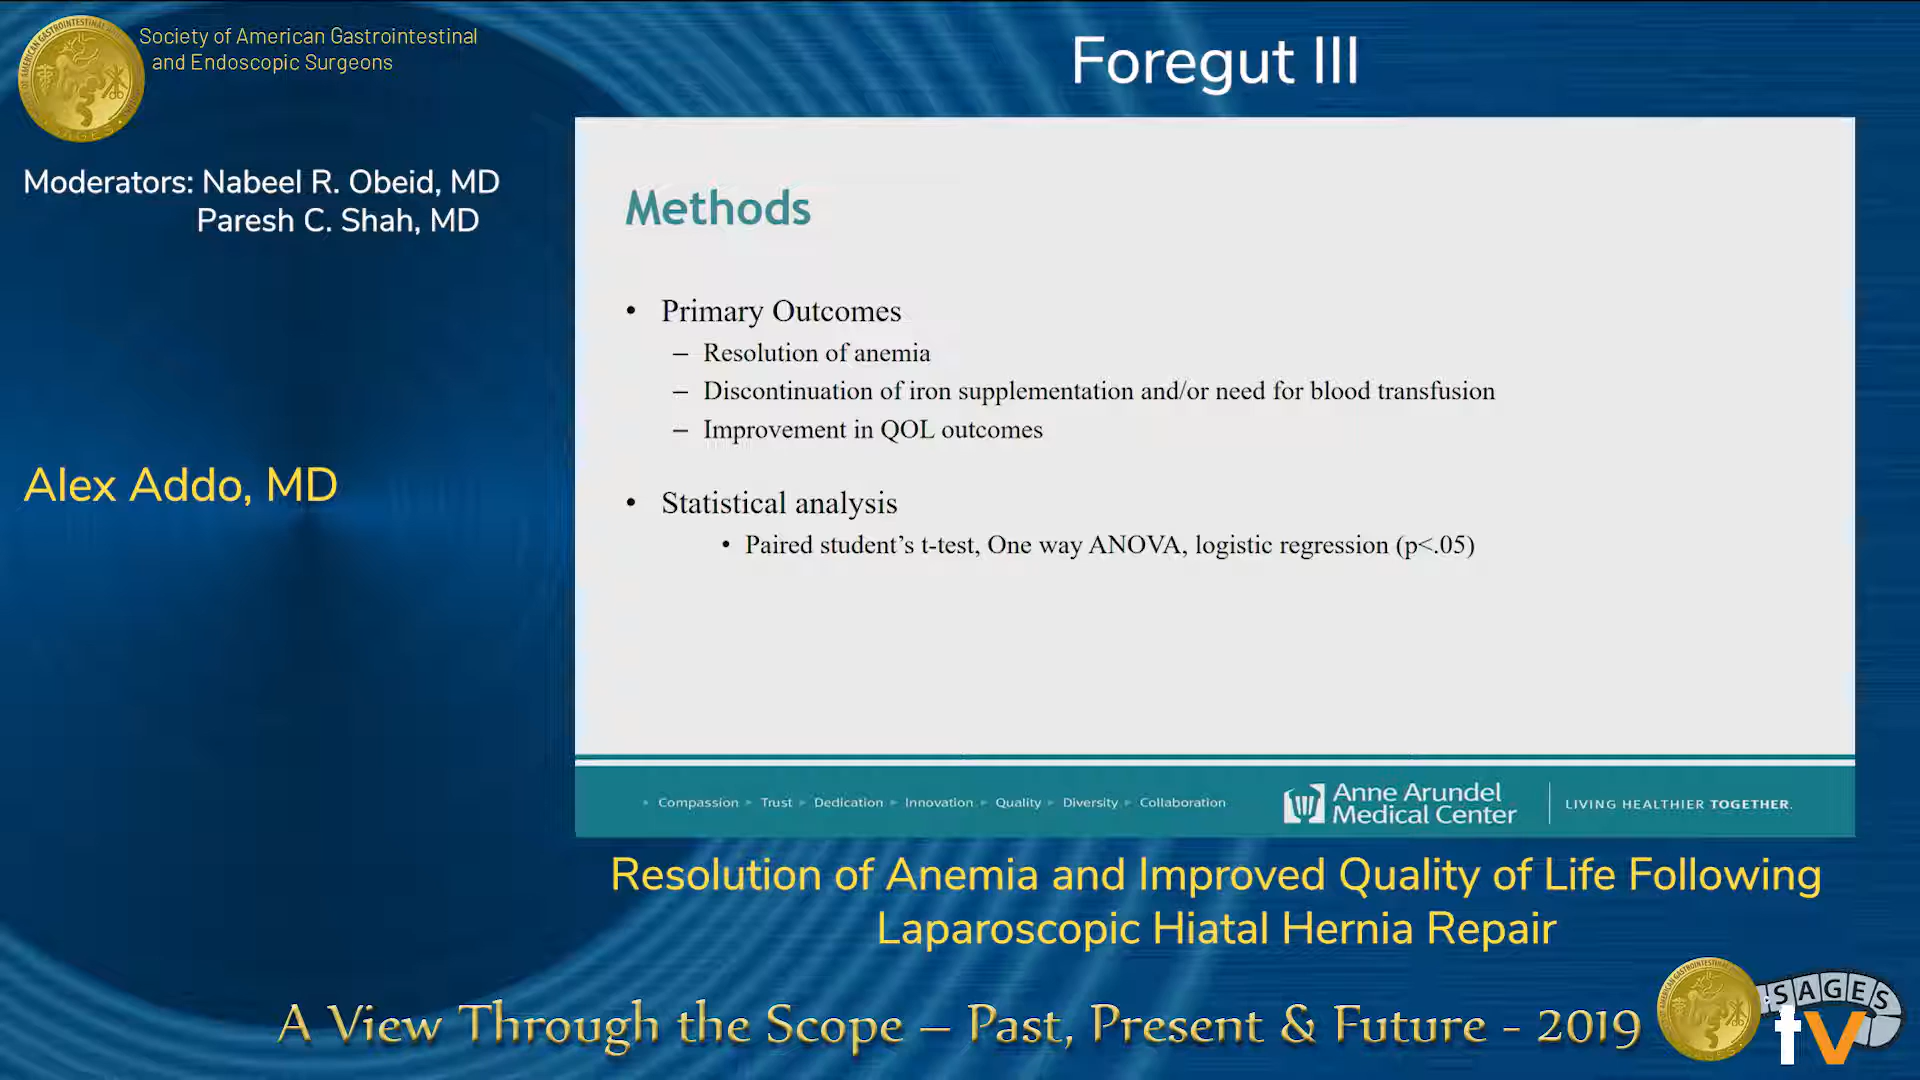 Society of American Gastrointestinal
and Endoscopic Surgeons
Foregut III
Moderators: Nabeel R. Obeid, MD
Paresh C. Shah, MD
Alex Addo, MD
Methods
• Primary Outcomes
– Resolution of anemia
– Discontinuation of iron supplementation and/or need for blood transfusion
– Improvement in QOL outcomes
• Statistical analysis
• Paired student’s t-test, One way ANOVA, logistic regression (p<.05)
Compassion Trust Dedication Innovation Quality Diversity Collaboration
Anne Arundel
Medical Center
LIVING HEALTHIER TOGETHER.
Resolution of Anemia and Improved Quality of Life Following
Laparoscopic Hiatal Hernia Repair
A View Through the Scope – Past, Present & Future - 2019
SAGES
tv